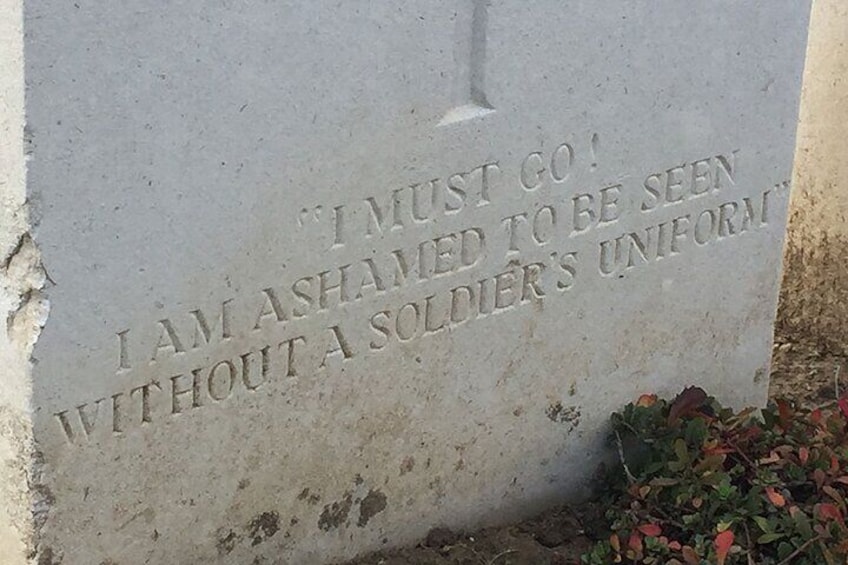 "I MUST GO!
I AM ASHAMED TO BE SEEN
WITHOUT A SOLDIER'S UNIFORM"